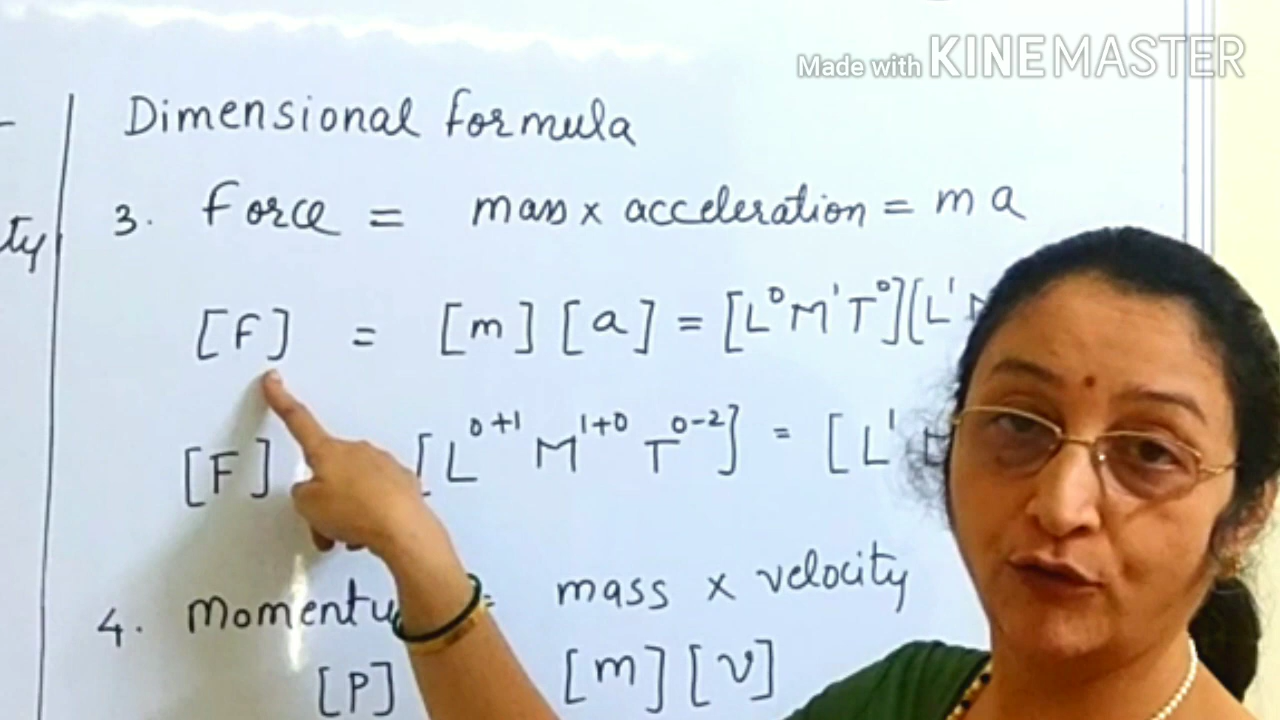 Made with KINEMASTER
Dimensional formula
ty
3. Force = mass x acceleration = m a
[F] = [m] [a] = [L⁰M¹T⁰][L¹
[F] [L⁰⁺¹ M¹⁺⁰ T⁰⁻²] = [L¹
4. Momentu = mass x velocity
[P] [m] [v]